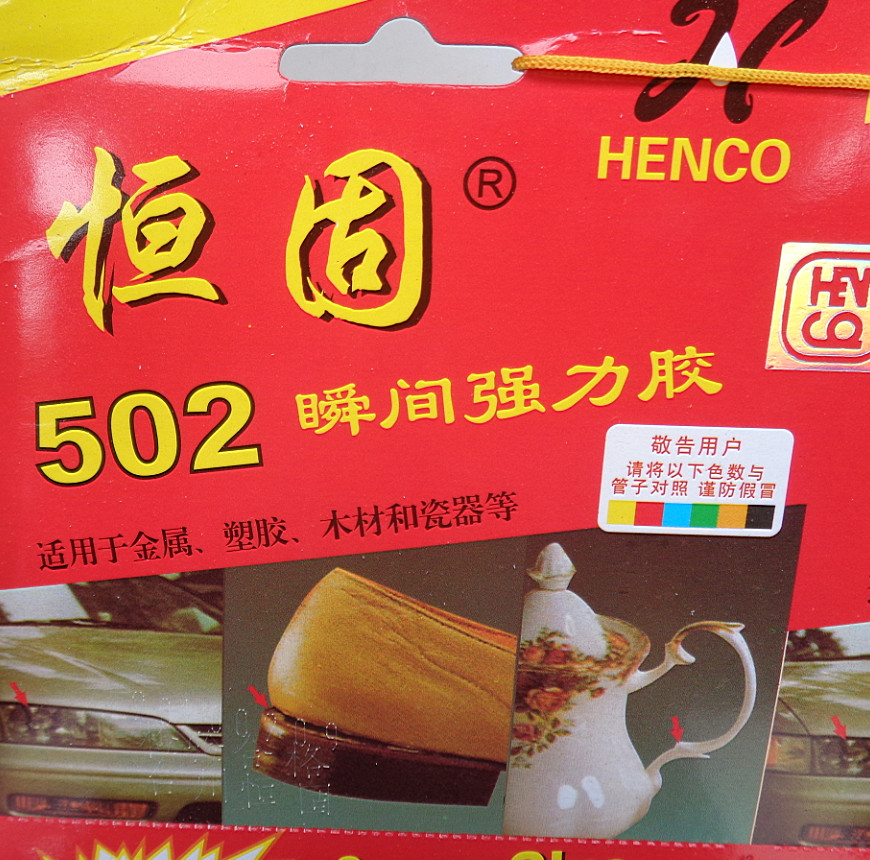 HENCO
恒固®
HEN
CO
502 瞬间强力胶
敬告用户
请将以下色数与
管子对照 谨防假冒
适用于金属、塑胶、木材和瓷器等